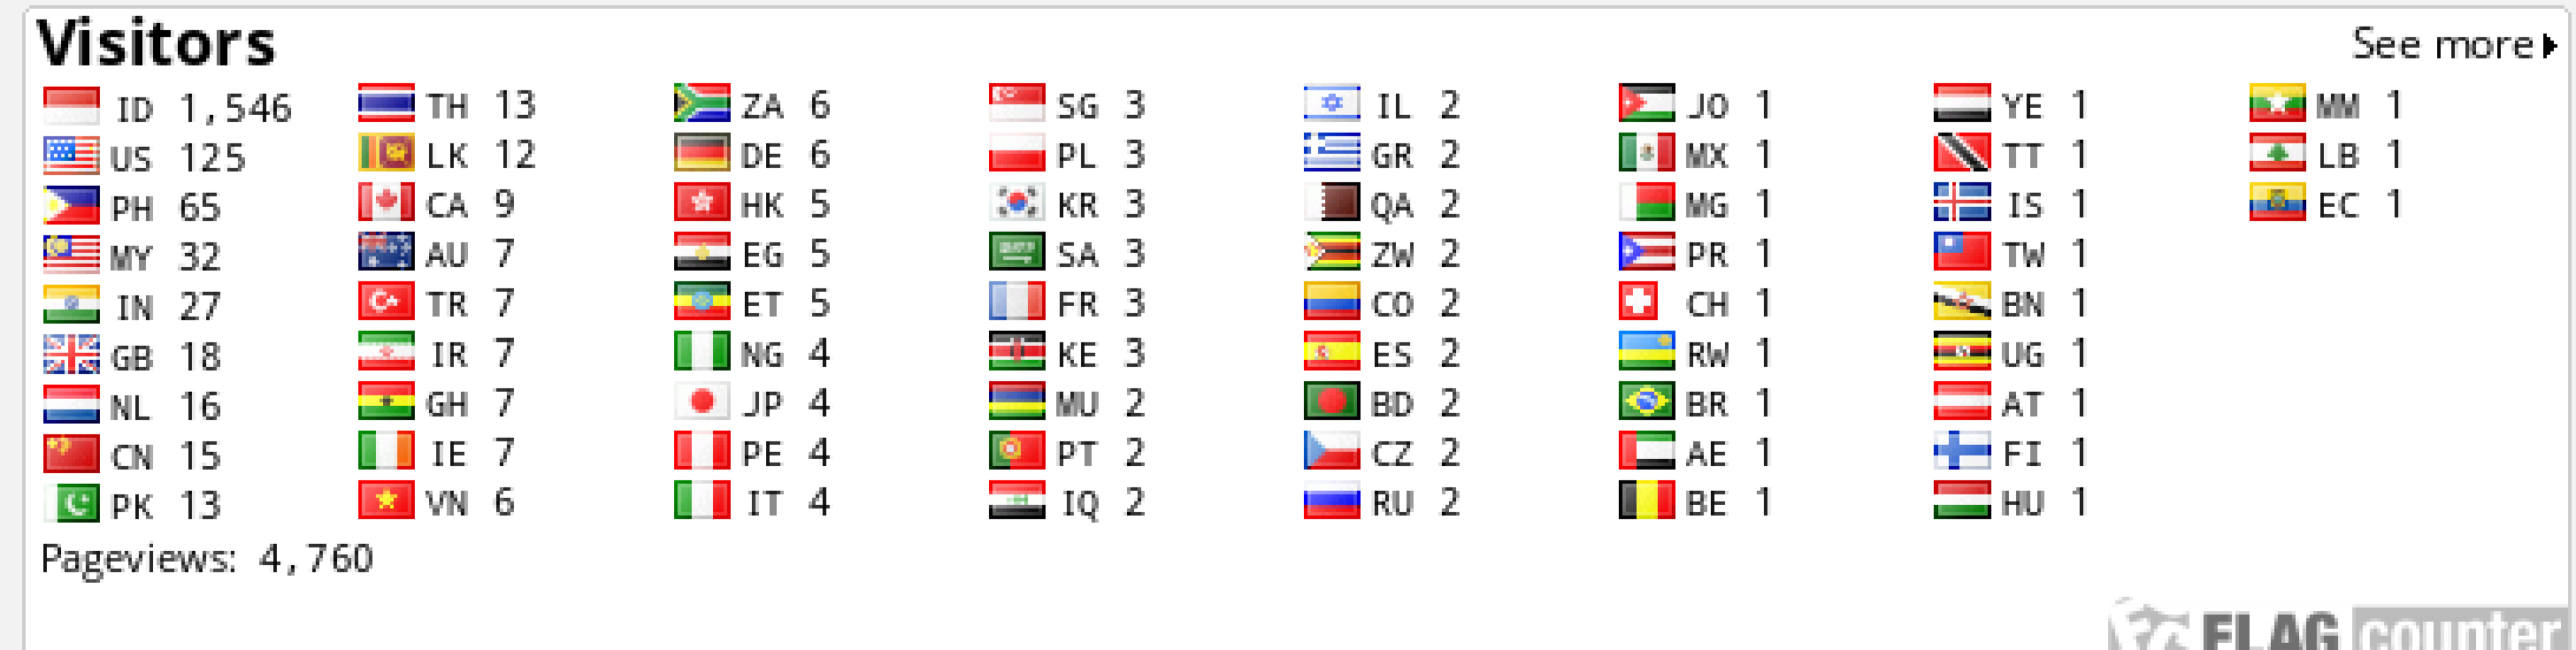 Visitors
See more
ID 1,546 TH 13 ZA 6 SG 3 IL 2 JO 1 YE 1 MM 1
US 125 LK 12 DE 6 PL 3 GR 2 MX 1 TT 1 LB 1
PH 65 CA 9 HK 5 KR 3 QA 2 MG 1 IS 1 EC 1
MY 32 AU 7 EG 5 SA 3 ZW 2 PR 1 TW 1
IN 27 TR 7 ET 5 FR 3 CO 2 CH 1 BN 1
GB 18 IR 7 NG 4 KE 3 ES 2 RW 1 UG 1
NL 16 GH 7 JP 4 MU 2 BD 2 BR 1 AT 1
CN 15 IE 7 PE 4 PT 2 CZ 2 AE 1 FI 1
PK 13 VN 6 IT 4 IQ 2 RU 2 BE 1 HU 1
Pageviews: 4,760
FLAG counter